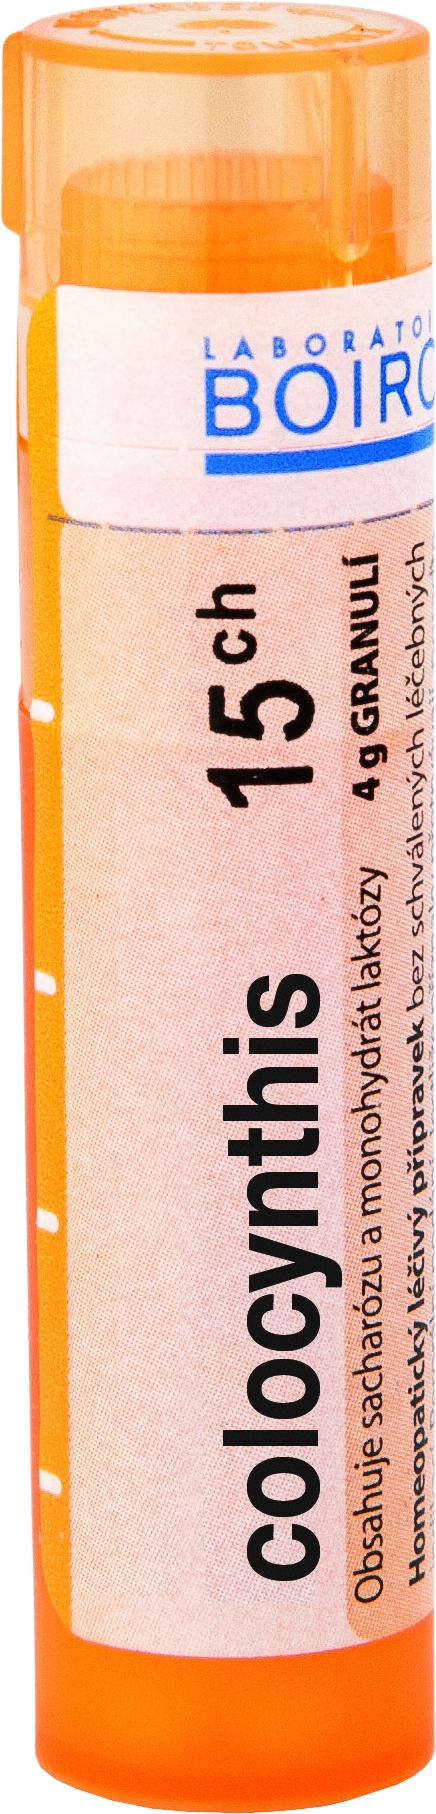 LABORATOI
BOIRO
colocynthis 15 ch
4 g GRANULÍ
Obsahuje sacharózu a monohydrát laktózy
Homeopatický léčivý přípravek bez schválených léčebných